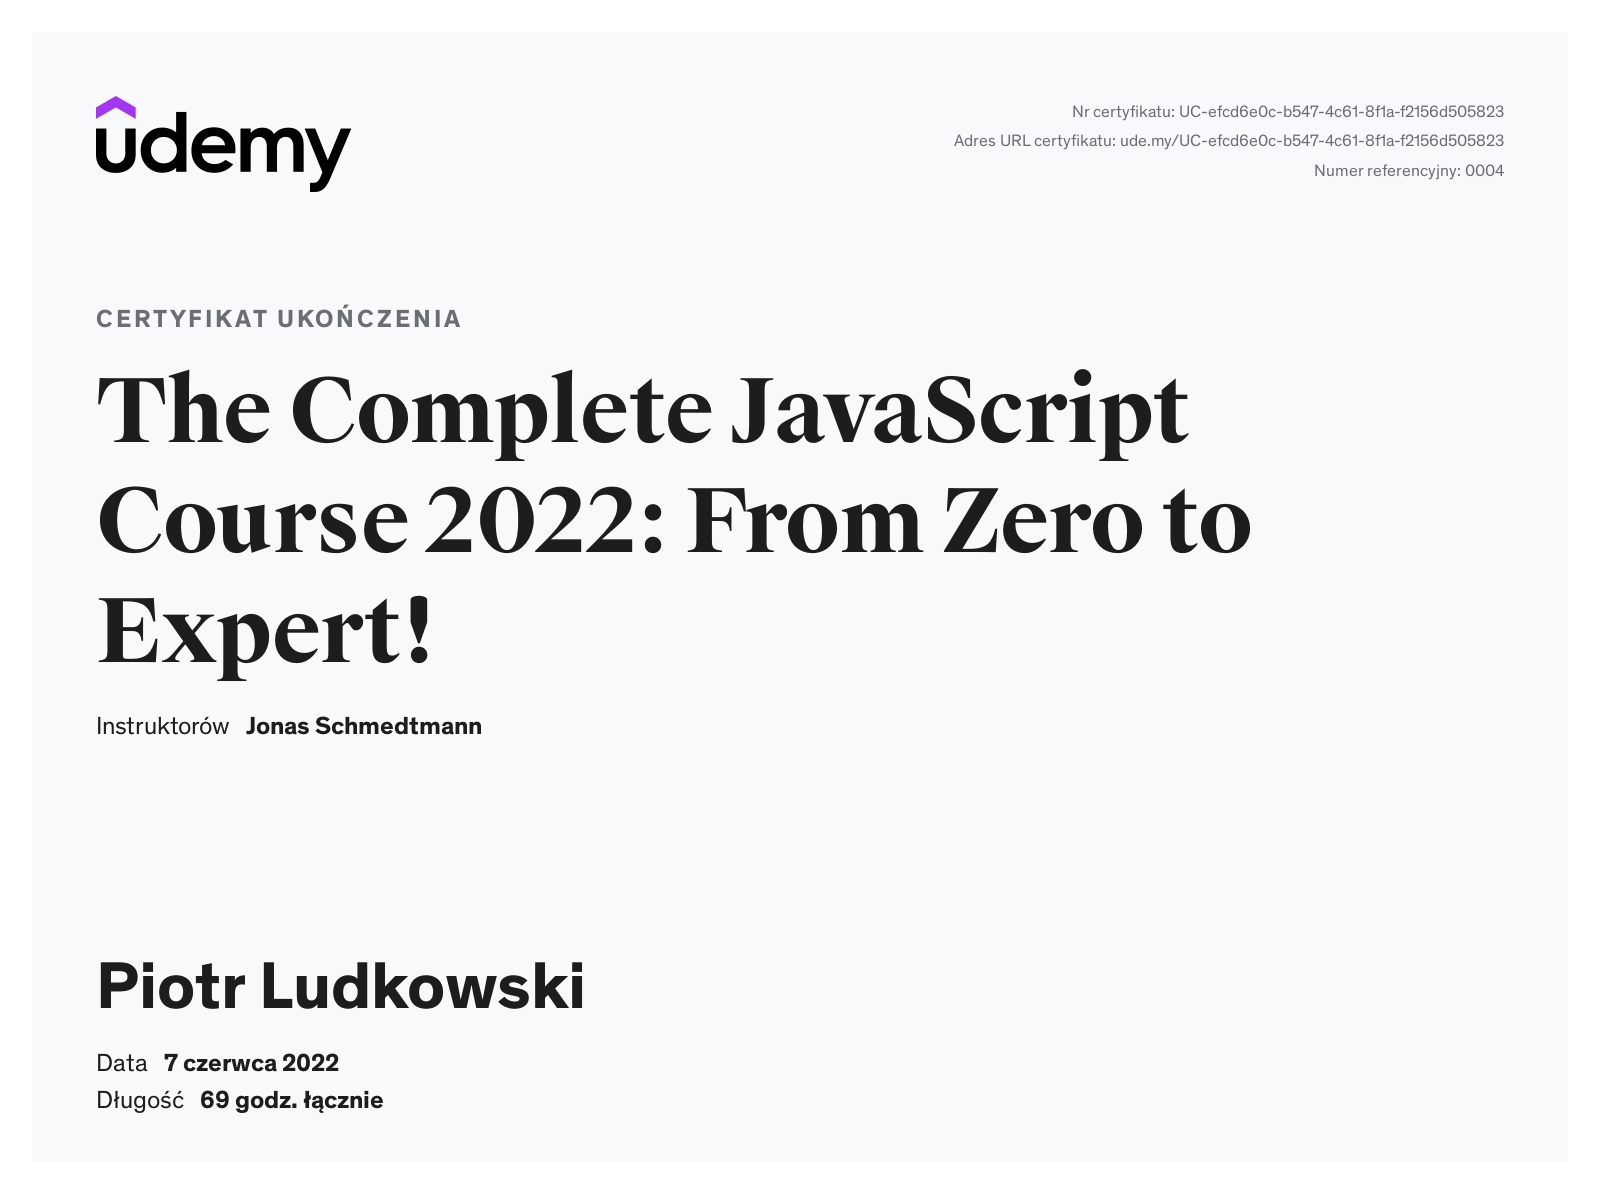 udemy
Nr certyfikatu: UC-efcd6e0c-b547-4c61-8f1a-f2156d505823
Adres URL certyfikatu: ude.my/UC-efcd6e0c-b547-4c61-8f1a-f2156d505823
Numer referencyjny: 0004
CERTYFIKAT UKOŃCZENIA
The Complete JavaScript
Course 2022: From Zero to
Expert!
Instruktorów Jonas Schmedtmann
Piotr Ludkowski
Data 7 czerwca 2022
Długość 69 godz. łącznie